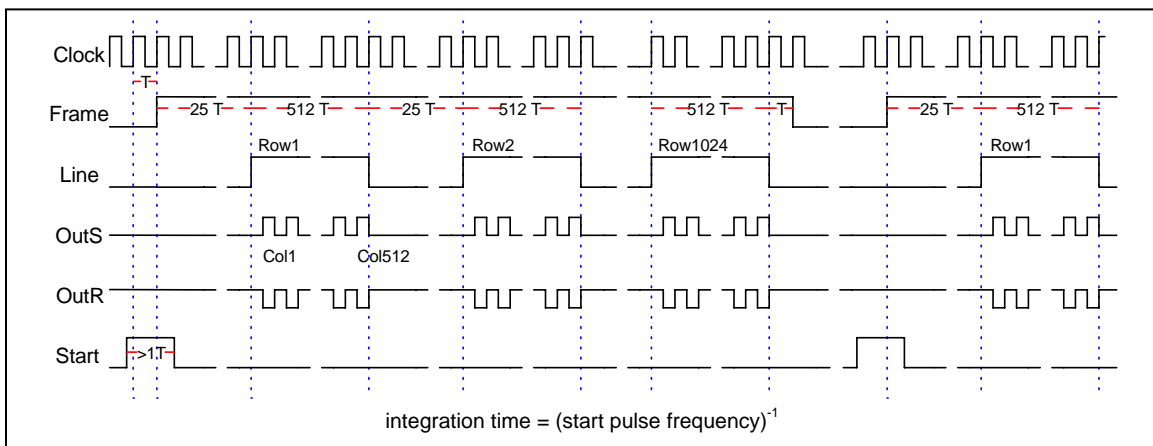 Clock
T
Frame
25 T 512 T 25 T 512 T 512 T T 25 T 512 T
Line
Row1 Row2 Row1024 Row1
OutS
Col1 Col512
OutR
Start
>1T
integration time = (start pulse frequency)⁻¹